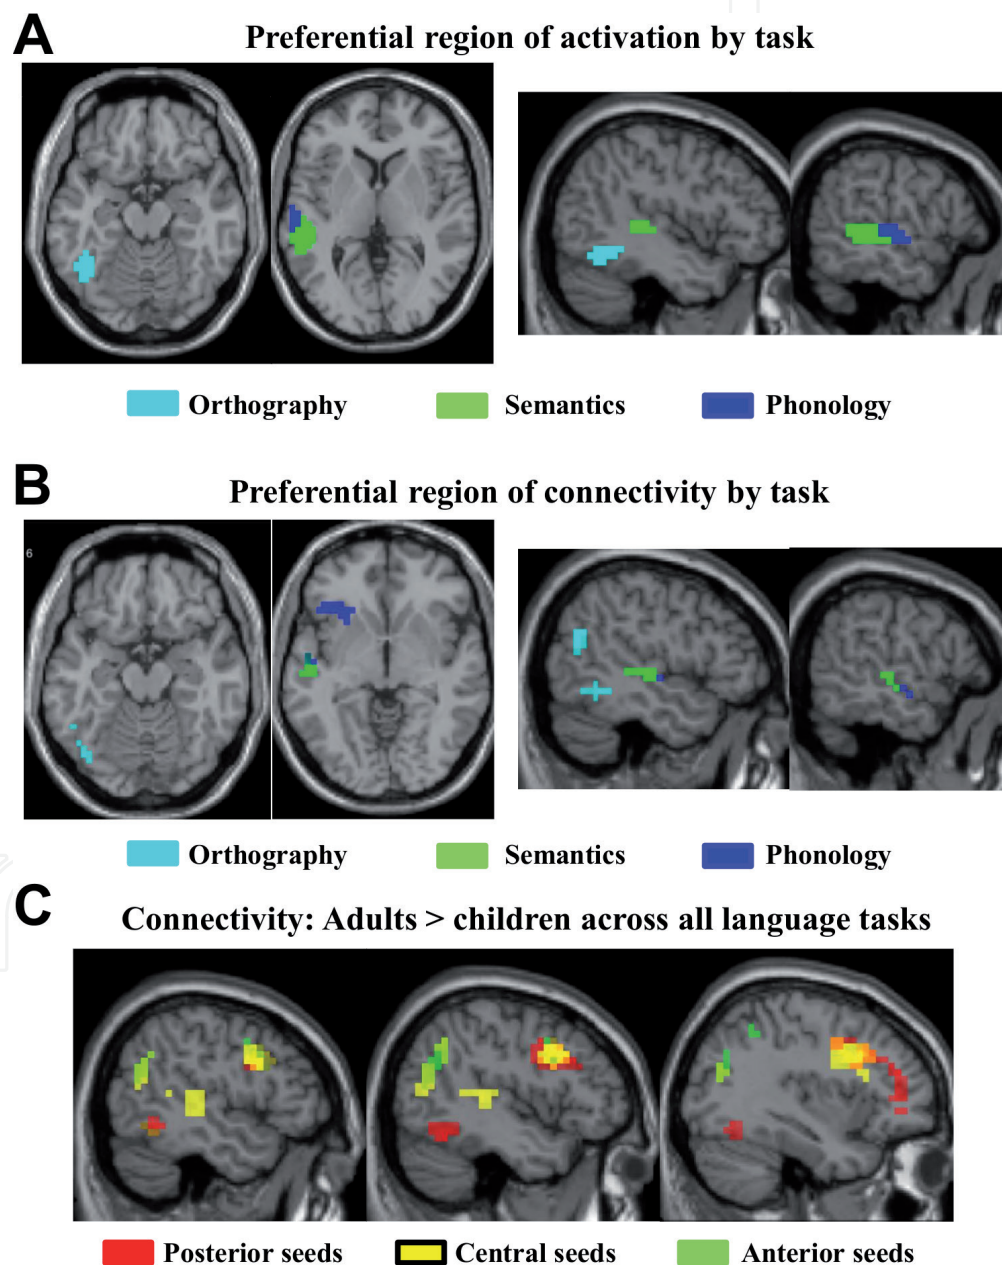 A
Preferential region of activation by task
Orthography
Semantics
Phonology
B
Preferential region of connectivity by task
6
Orthography
Semantics
Phonology
C
Connectivity: Adults > children across all language tasks
Posterior seeds
Central seeds
Anterior seeds